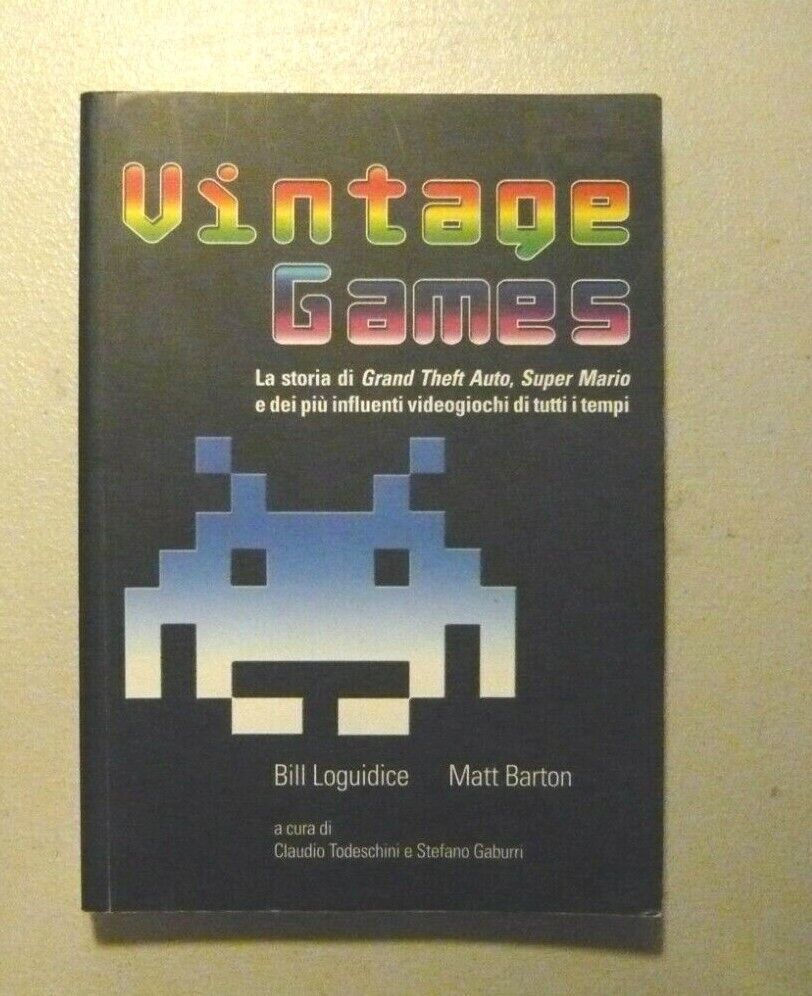 Vintage
Games
La storia di Grand Theft Auto, Super Mario
e dei più influenti videogiochi di tutti i tempi
Bill Loguidice Matt Barton
a cura di
Claudio Todeschini e Stefano Gaburri